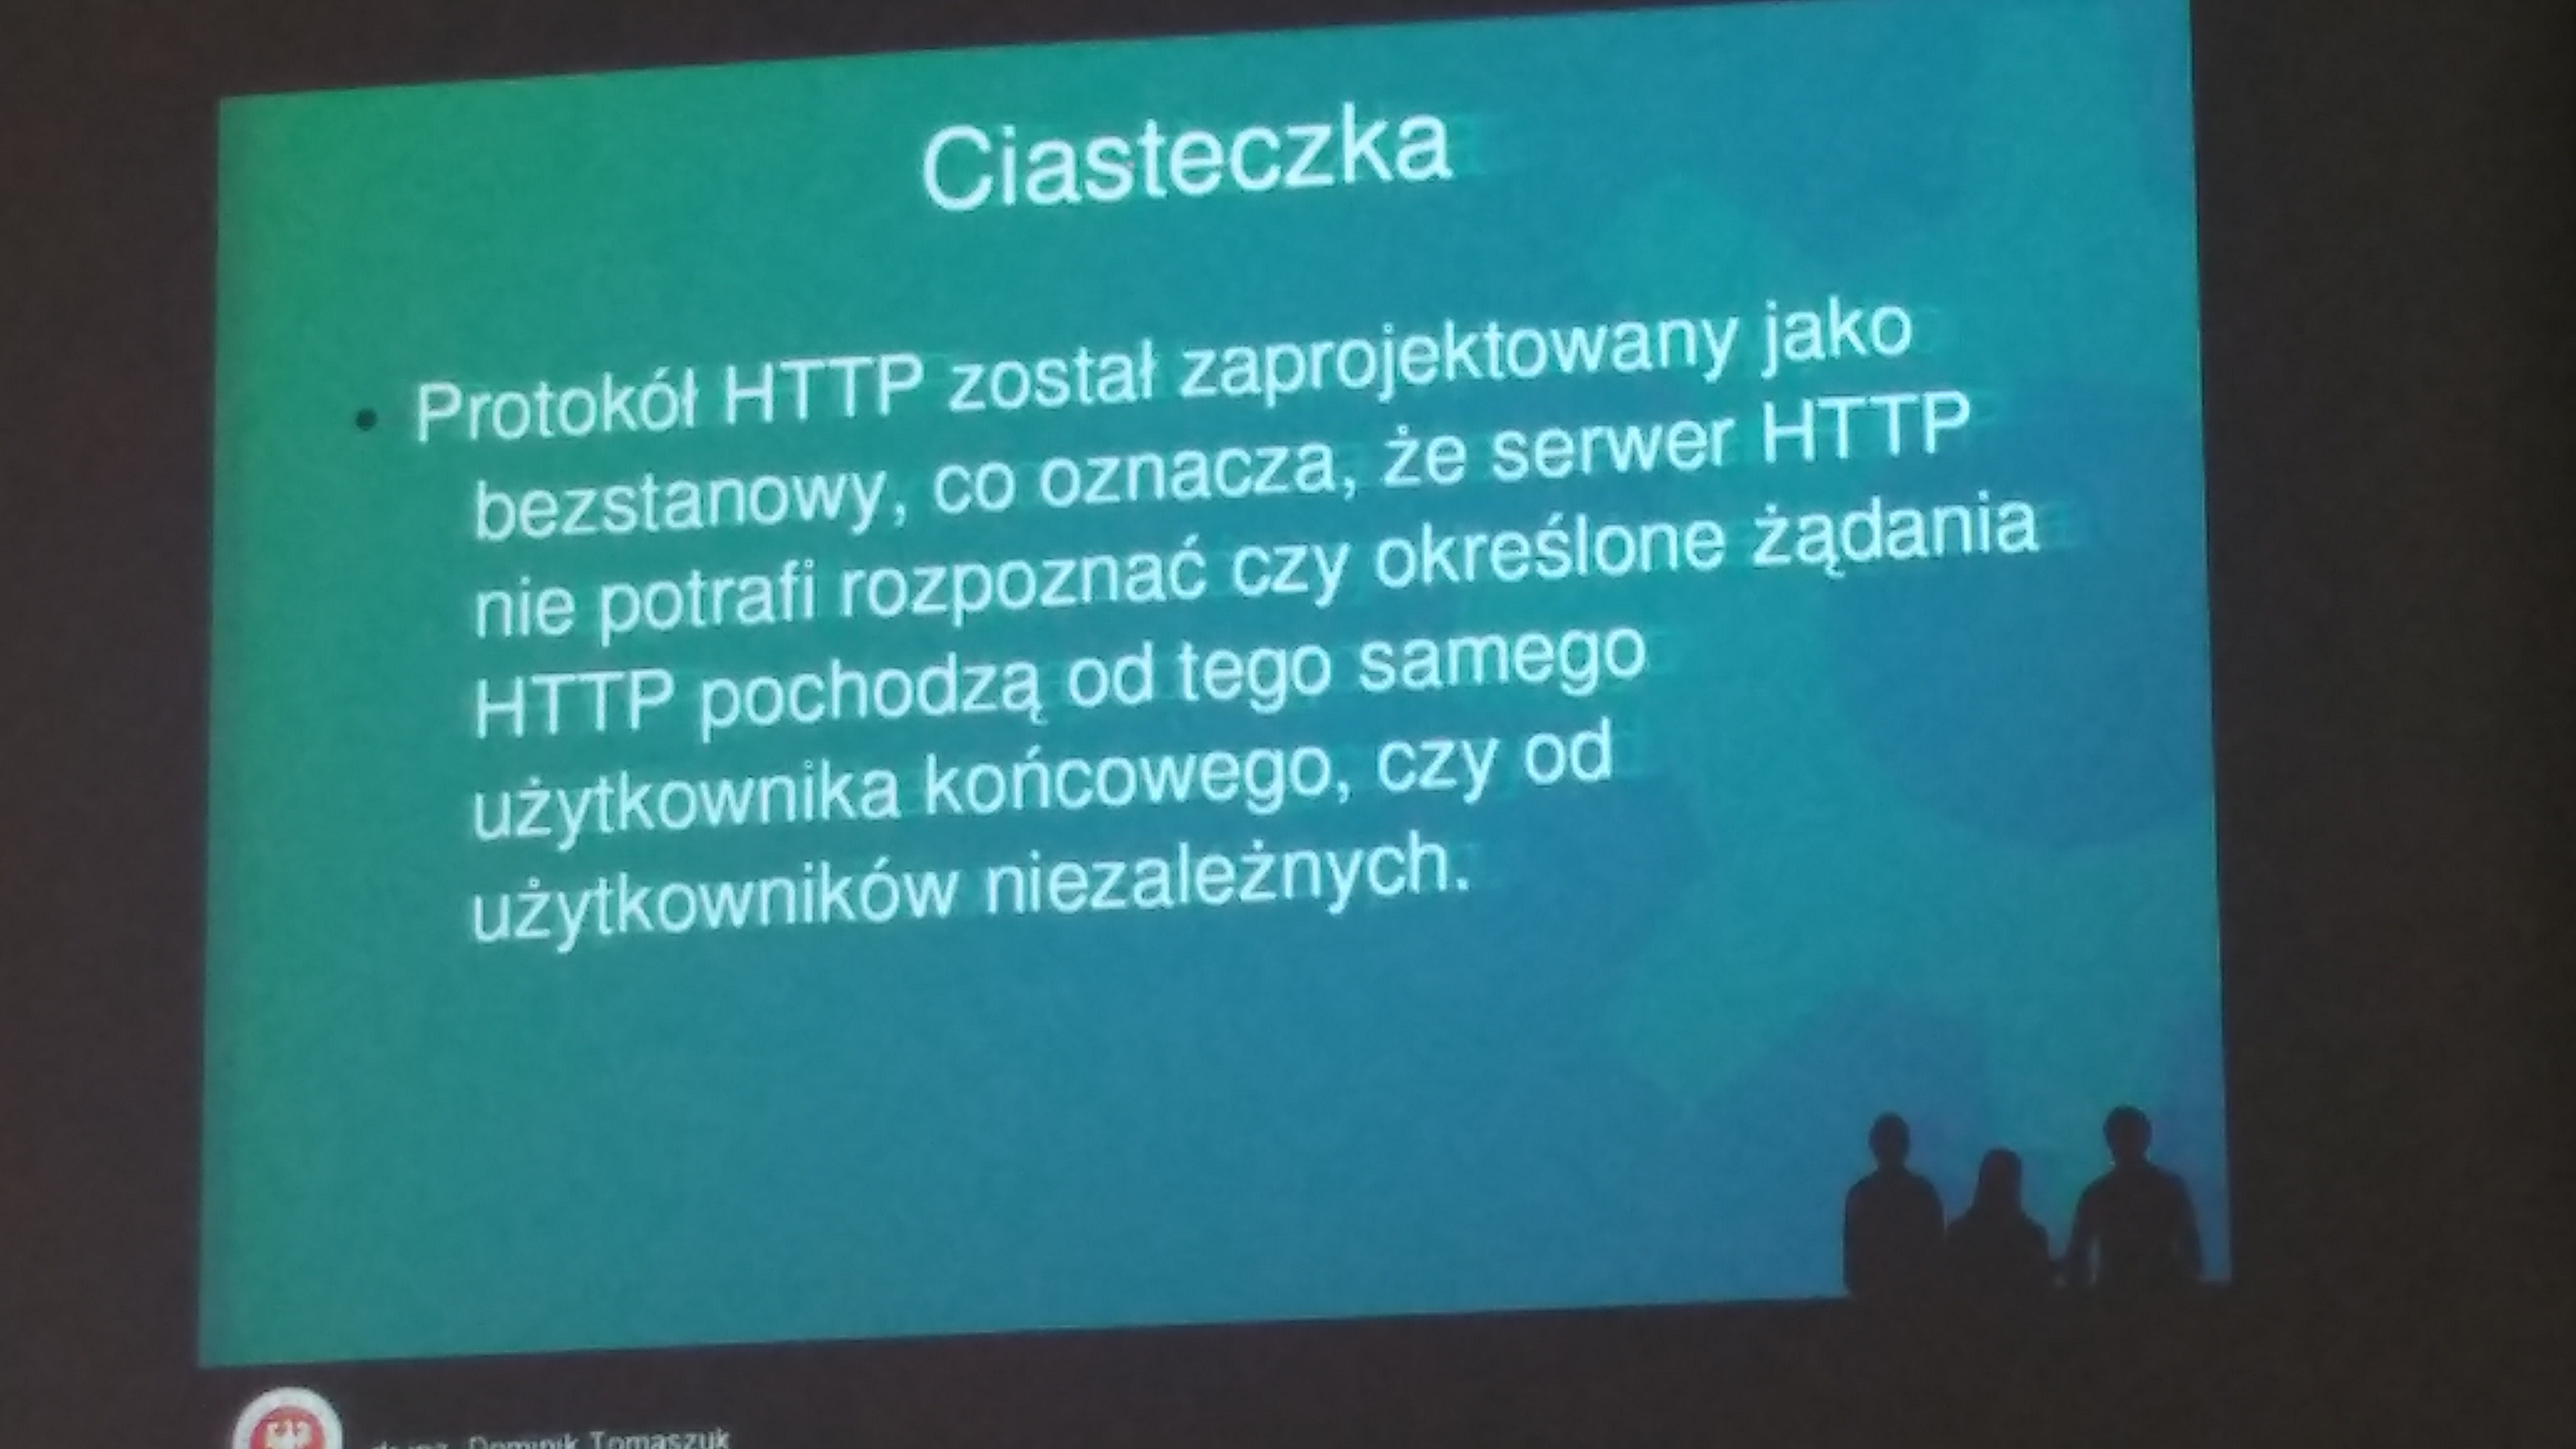 Ciasteczka
• Protokół HTTP został zaprojektowany jako
bezstanowy, co oznacza, że serwer HTTP
nie potrafi rozpoznać czy określone żądania
HTTP pochodzą od tego samego
użytkownika końcowego, czy od
użytkowników niezależnych.
Dominik Tomaszuk